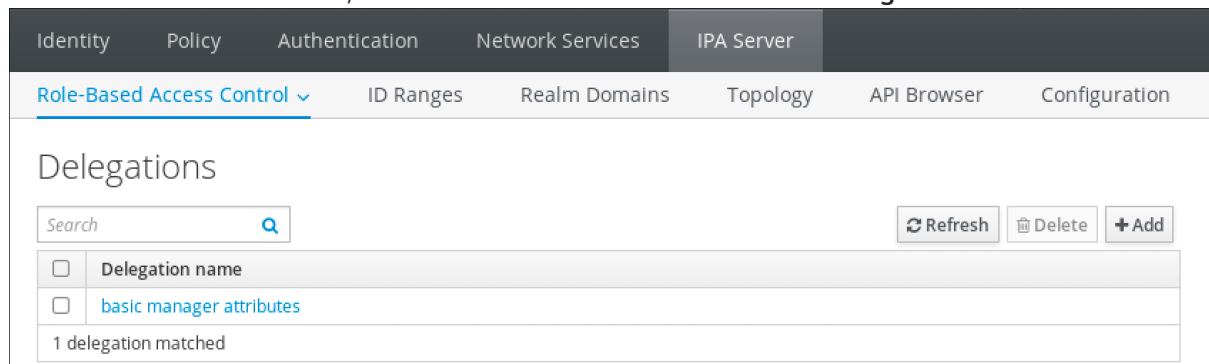 Identity Policy Authentication Network Services IPA Server
Role-Based Access Control ID Ranges Realm Domains Topology API Browser Configuration
Delegations
Search Refresh Delete Add
Delegation name
basic manager attributes
1 delegation matched